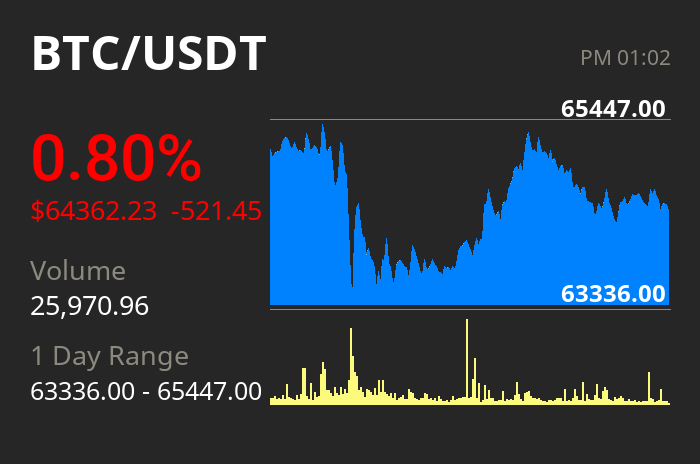 BTC/USDT
PM 01:02
65447.00
0.80%
$64362.23 -521.45
Volume
25,970.96
63336.00
1 Day Range
63336.00 - 65447.00